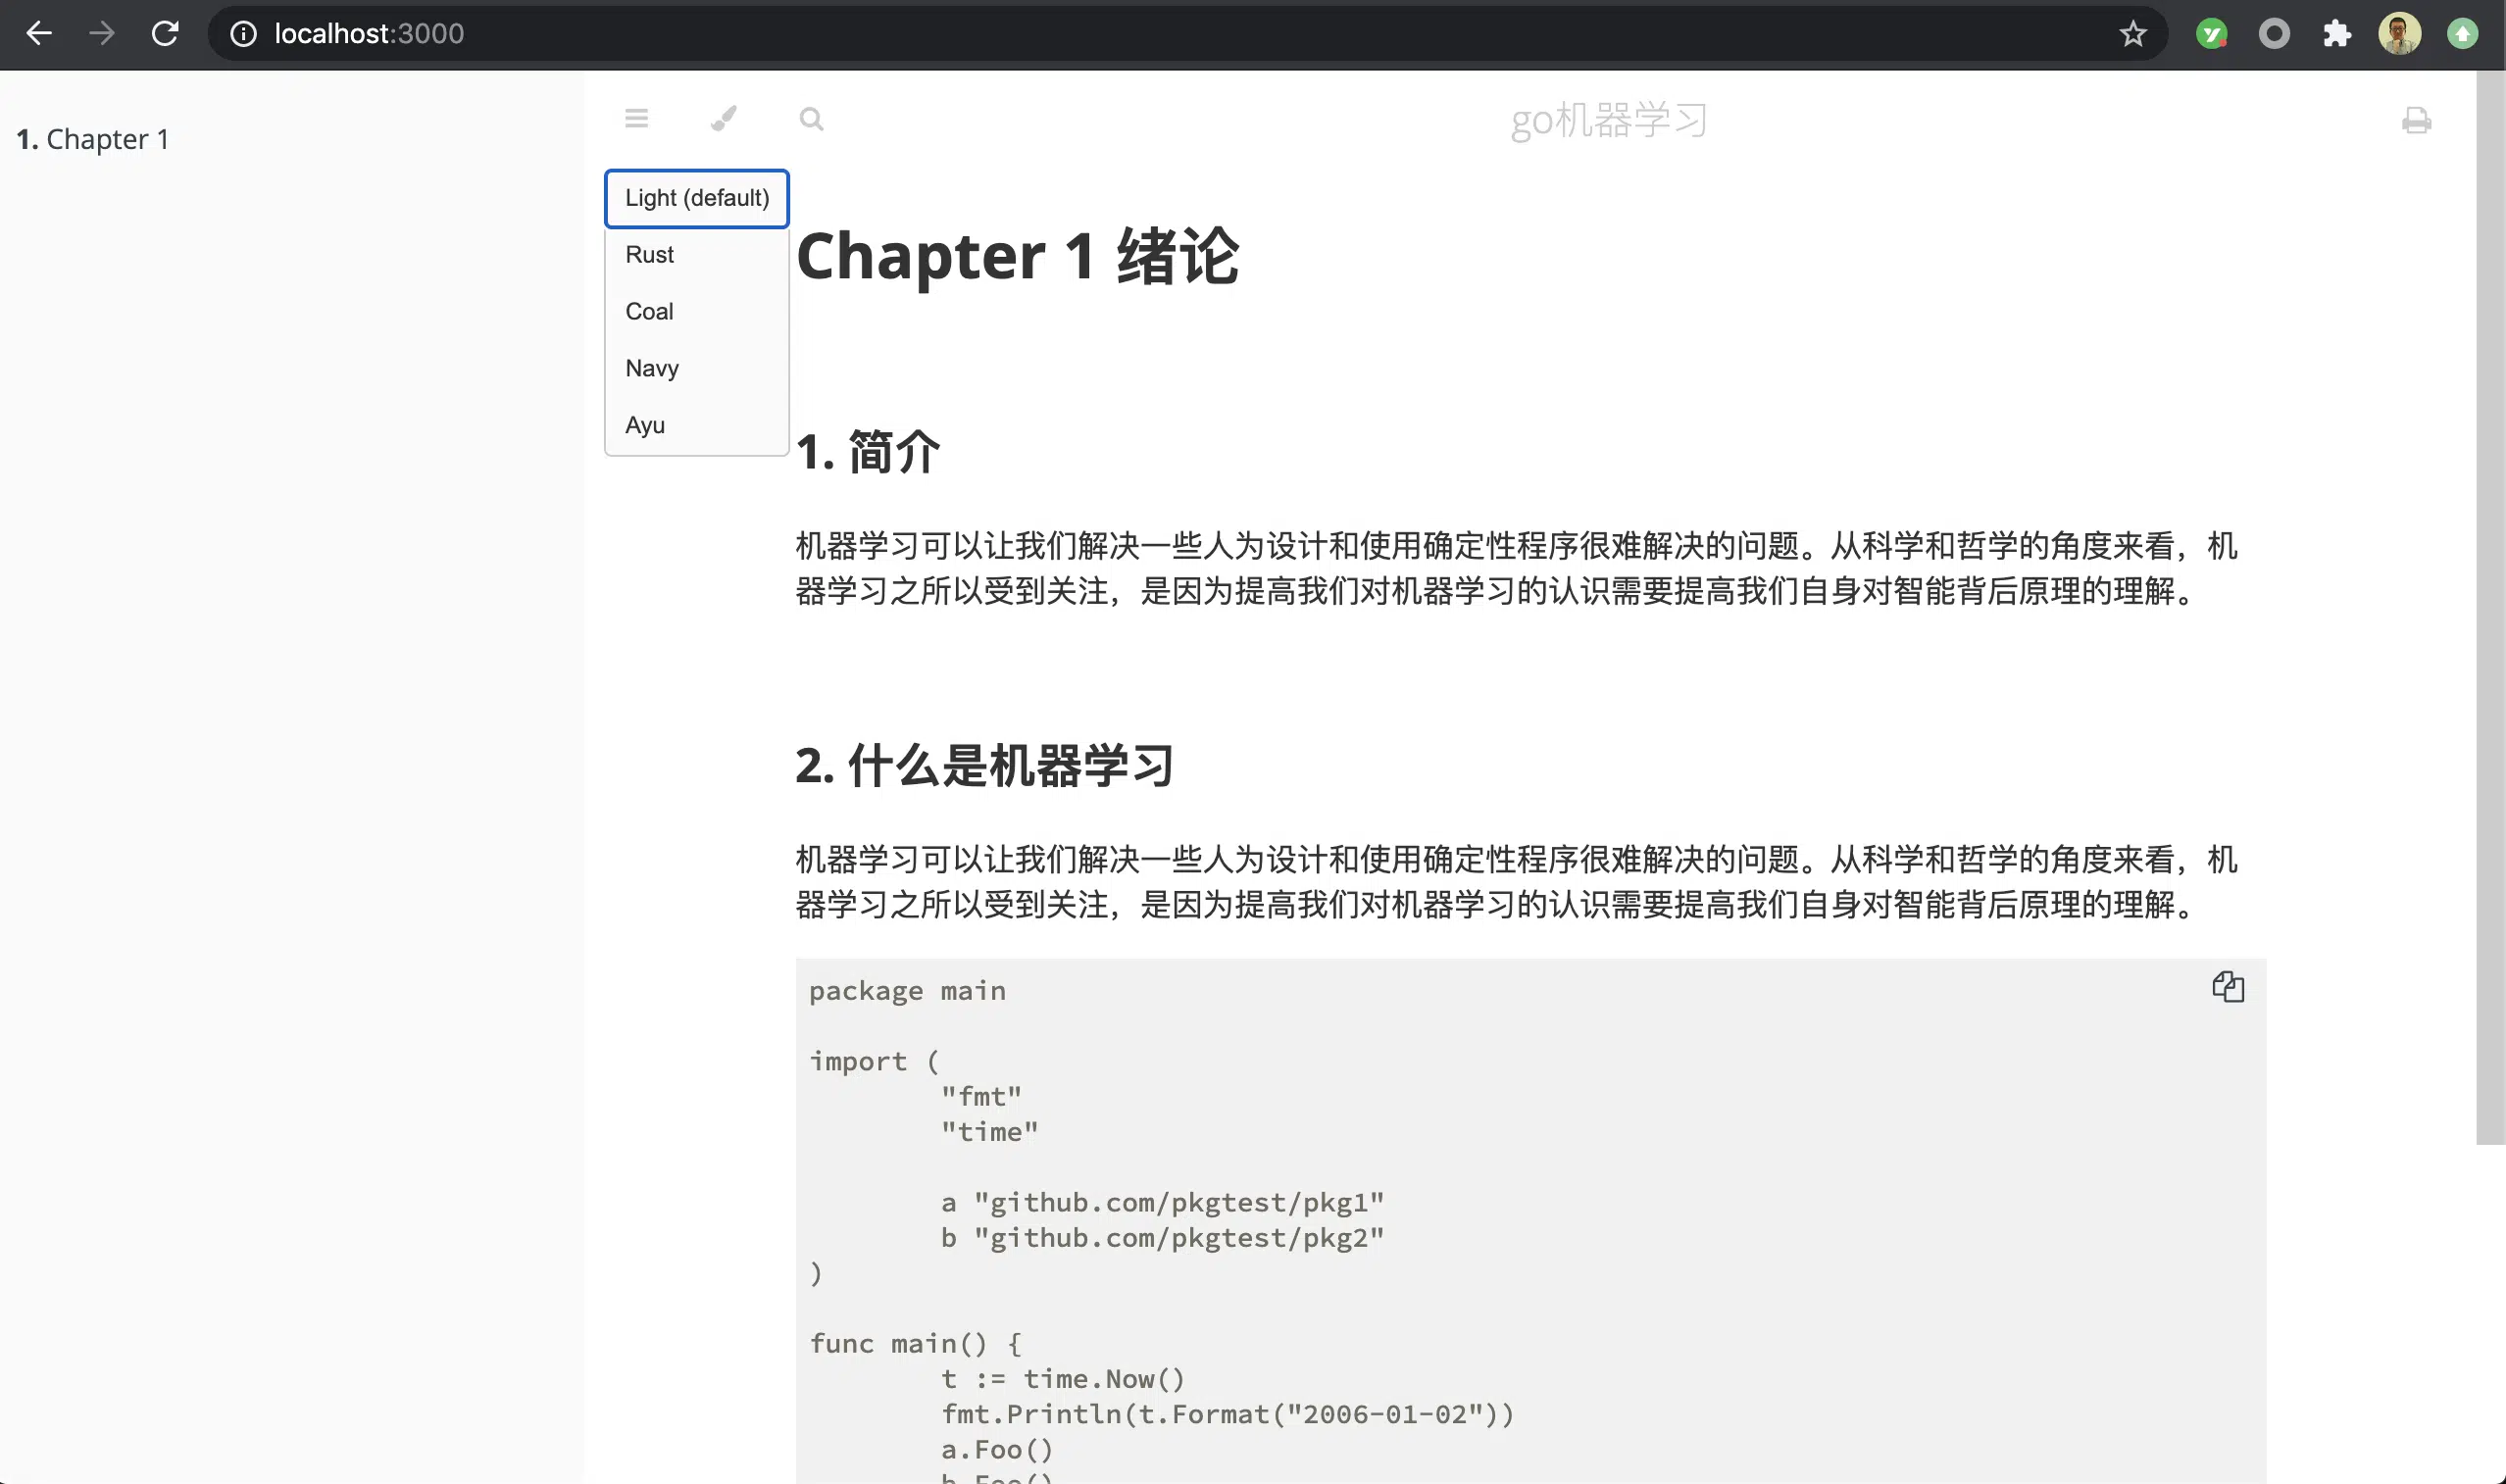 localhost:3000
1. Chapter 1
go机器学习
Light (default)
Rust
Coal
Navy
Ayu
Chapter 1 绪论
1. 简介
机器学习可以让我们解决一些人为设计和使用确定性程序很难解决的问题。从科学和哲学的角度来看，机
器学习之所以受到关注，是因为提高我们对机器学习的认识需要提高我们自身对智能背后原理的理解。
2. 什么是机器学习
机器学习可以让我们解决一些人为设计和使用确定性程序很难解决的问题。从科学和哲学的角度来看，机
器学习之所以受到关注，是因为提高我们对机器学习的认识需要提高我们自身对智能背后原理的理解。
package main
import (
"fmt"
"time"
a "github.com/pkgtest/pkg1"
b "github.com/pkgtest/pkg2"
)
func main() {
t := time.Now()
fmt.Println(t.Format("2006-01-02"))
a.Foo()
b.Foo()